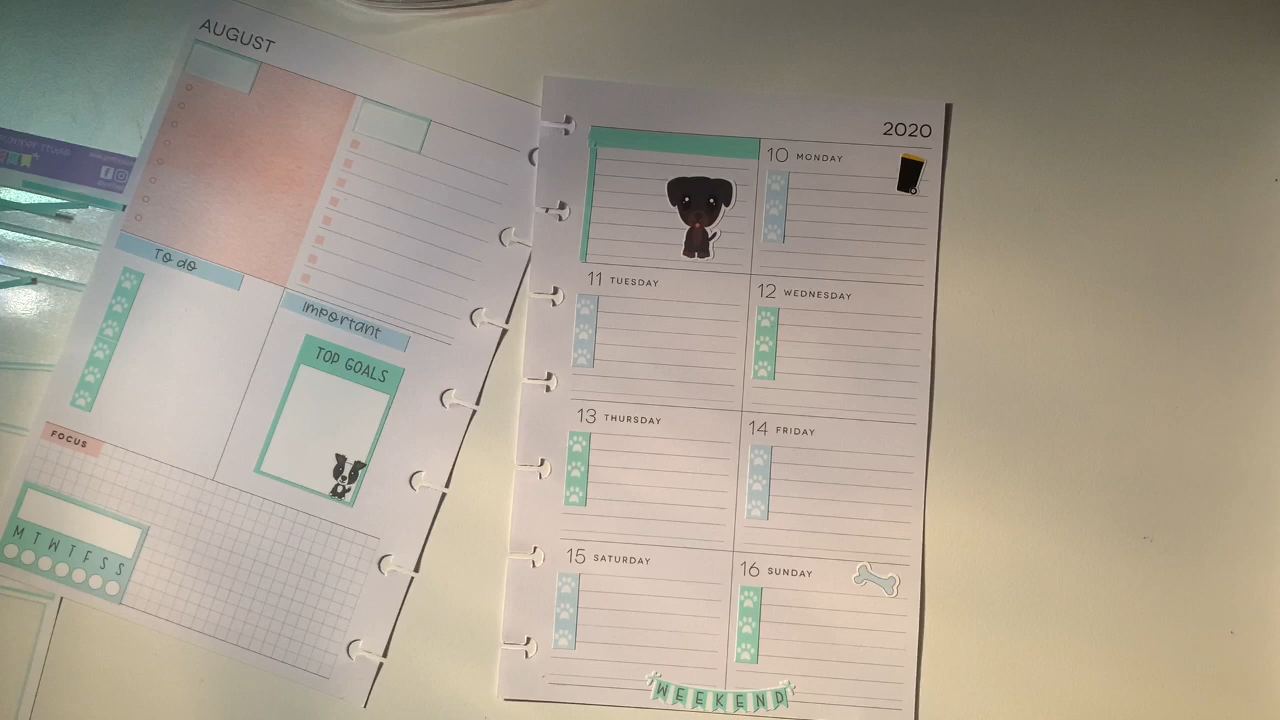 AUGUST
To do
Important
TOP GOALS
FOCUS
M T W T F S S
2020
10 MONDAY
11 TUESDAY
12 WEDNESDAY
13 THURSDAY
14 FRIDAY
15 SATURDAY
16 SUNDAY
WEEKEND